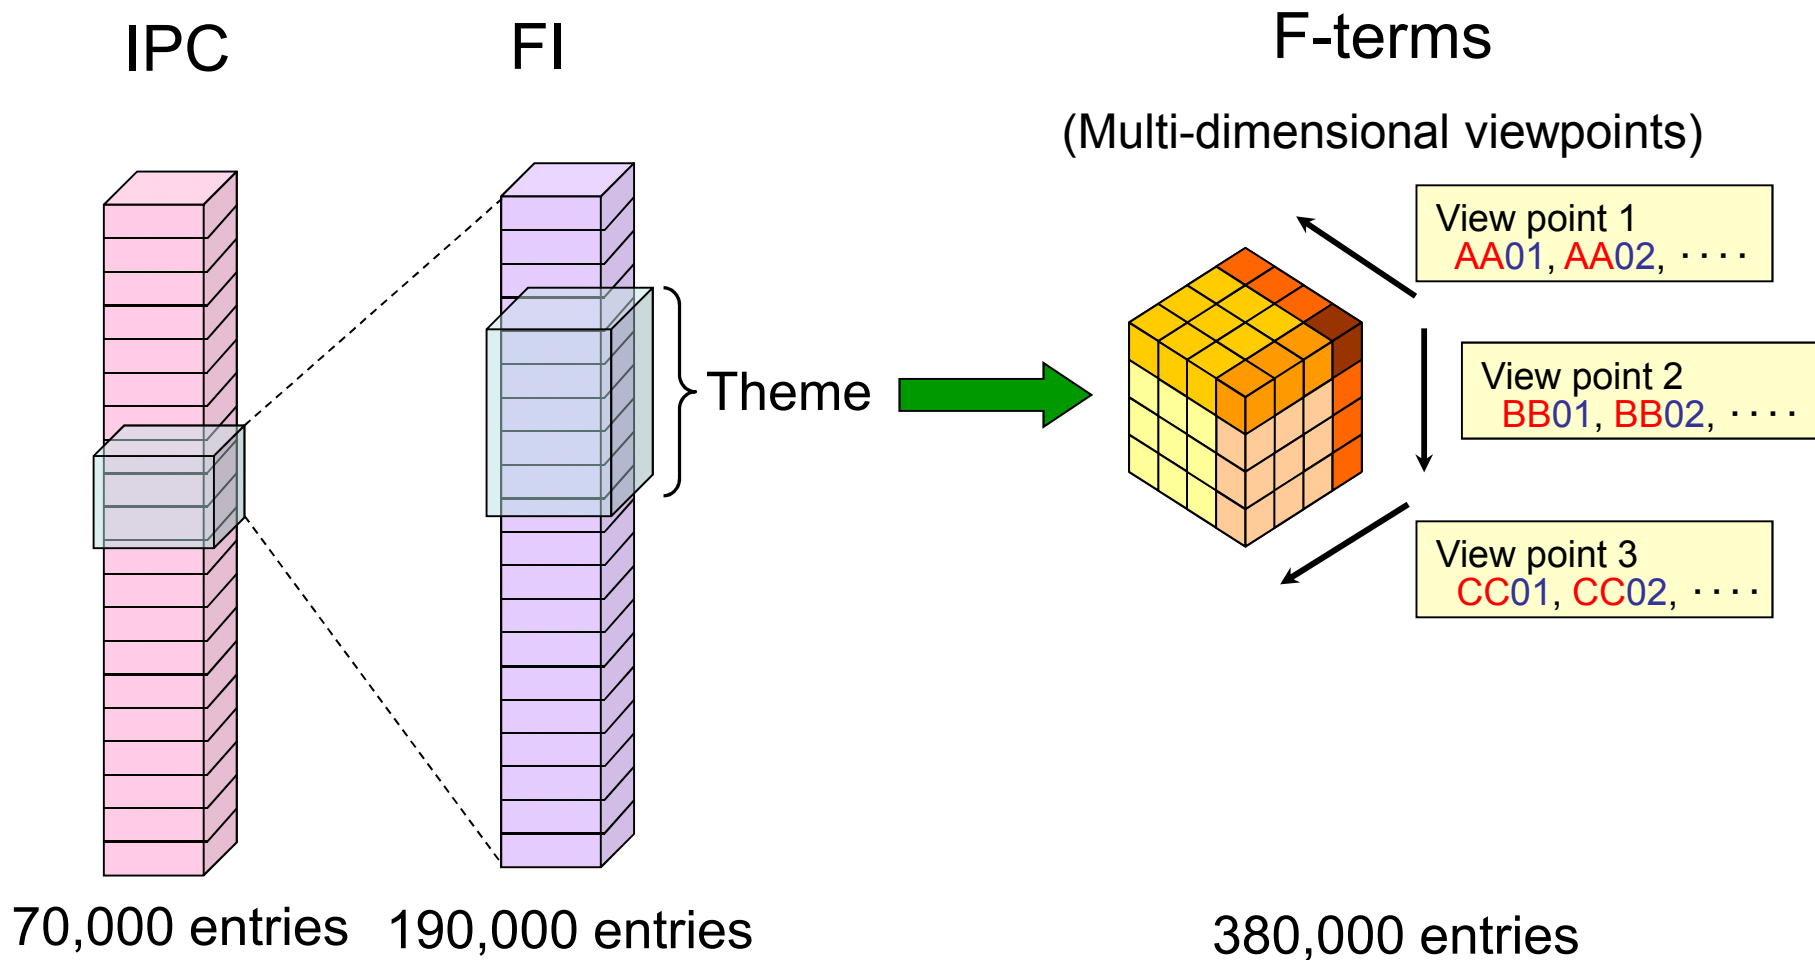 IPC
FI
F-terms
(Multi-dimensional viewpoints)
View point 1
AA01, AA02, ････
View point 2
BB01, BB02, ････
Theme
View point 3
CC01, CC02, ････
70,000 entries
190,000 entries
380,000 entries